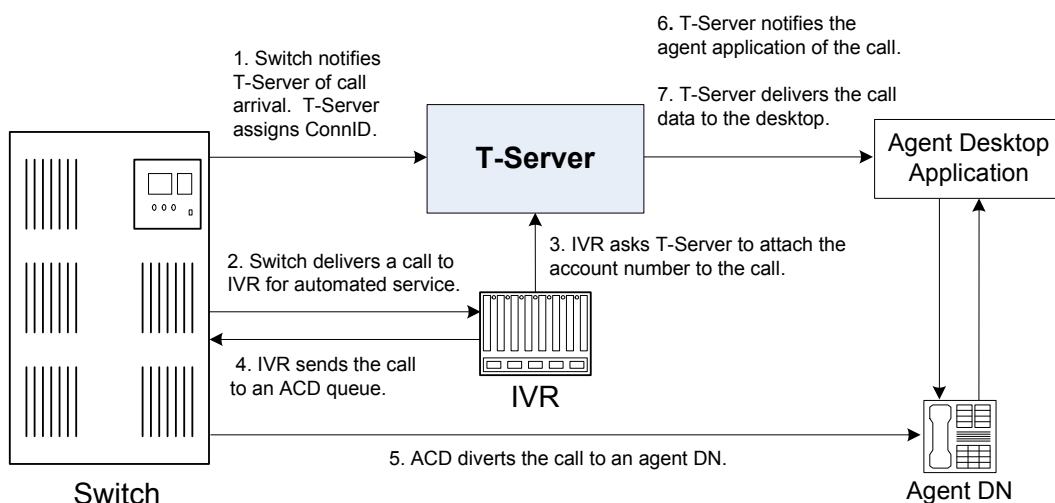 1. Switch notifies
T-Server of call
arrival. T-Server
assigns ConnID.
6. T-Server notifies the
agent application of the call.
7. T-Server delivers the call
data to the desktop.
T-Server
Agent Desktop
Application
2. Switch delivers a call to
IVR for automated service.
3. IVR asks T-Server to attach the
account number to the call.
4. IVR sends the call
to an ACD queue.
IVR
5. ACD diverts the call to an agent DN.
Switch
Agent DN